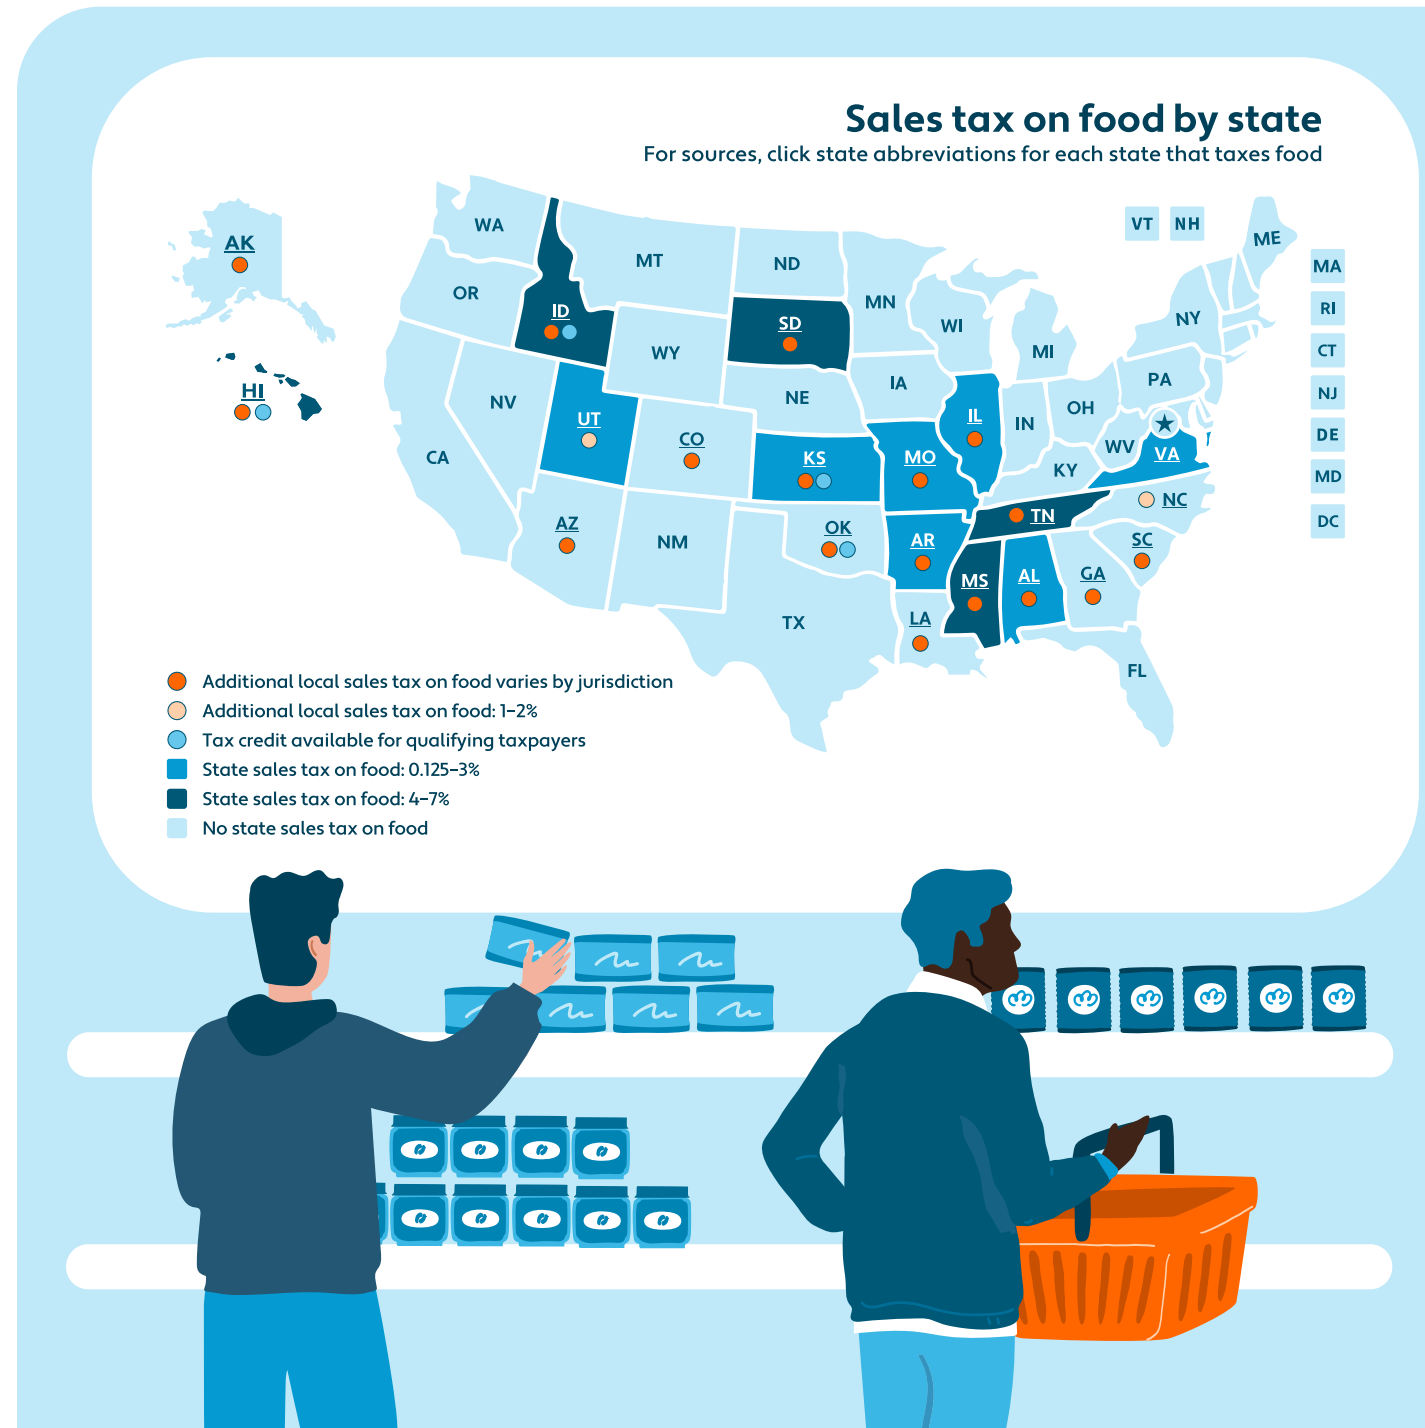 Sales tax on food by state
For sources, click state abbreviations for each state that taxes food
VT NH
WA
ME
AK
MT
ND
MA
OR
MN
ID
RI
SD
NY
WI
WY
MI
CT
PA
IA
HI
NJ
NE
NV
OH
UT
IL
IN
DE
CO
WV
CA
KS
MO
VA
KY
MD
NC
AZ
TN
DC
OK
NM
AR
SC
MS
AL
GA
TX
LA
FL
Additional local sales tax on food varies by jurisdiction
Additional local sales tax on food: 1–2%
Tax credit available for qualifying taxpayers
State sales tax on food: 0.125–3%
State sales tax on food: 4–7%
No state sales tax on food